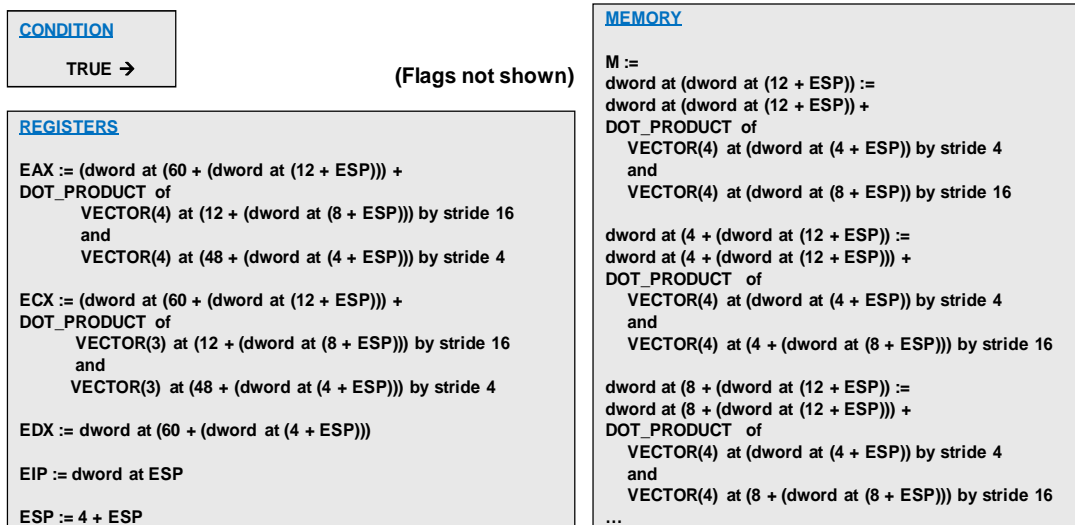 CONDITION
TRUE →
(Flags not shown)
REGISTERS
EAX := (dword at (60 + (dword at (12 + ESP))) +
DOT_PRODUCT of
VECTOR(4) at (12 + (dword at (8 + ESP))) by stride 16
and
VECTOR(4) at (48 + (dword at (4 + ESP))) by stride 4
ECX := (dword at (60 + (dword at (12 + ESP))) +
DOT_PRODUCT of
VECTOR(3) at (12 + (dword at (8 + ESP))) by stride 16
and
VECTOR(3) at (48 + (dword at (4 + ESP))) by stride 4
EDX := dword at (60 + (dword at (4 + ESP)))
EIP := dword at ESP
ESP := 4 + ESP
MEMORY
M :=
dword at (dword at (12 + ESP)) :=
dword at (dword at (12 + ESP)) +
DOT_PRODUCT of
VECTOR(4) at (dword at (4 + ESP)) by stride 4
and
VECTOR(4) at (dword at (8 + ESP)) by stride 16
dword at (4 + (dword at (12 + ESP)) :=
dword at (4 + (dword at (12 + ESP))) +
DOT_PRODUCT of
VECTOR(4) at (dword at (4 + ESP)) by stride 4
and
VECTOR(4) at (4 + (dword at (8 + ESP))) by stride 16
dword at (8 + (dword at (12 + ESP)) :=
dword at (8 + (dword at (12 + ESP))) +
DOT_PRODUCT of
VECTOR(4) at (dword at (4 + ESP)) by stride 4
and
VECTOR(4) at (8 + (dword at (8 + ESP))) by stride 16
…